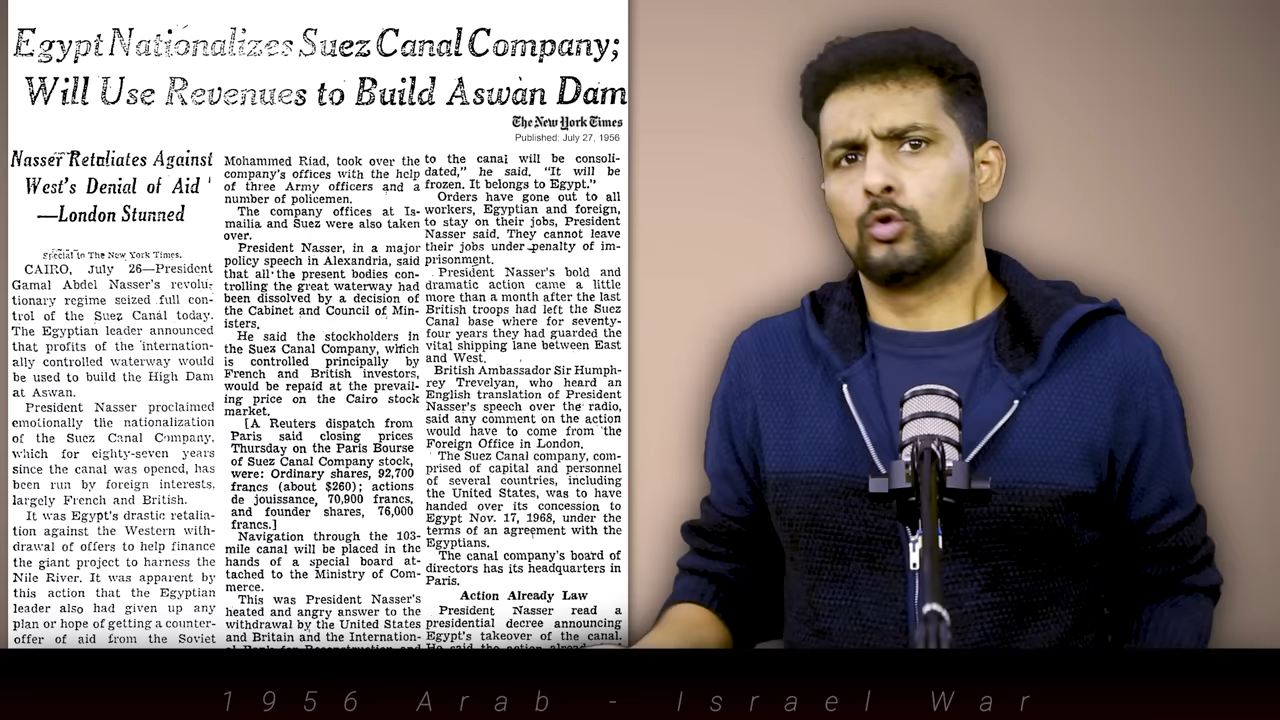 Egypt Nationalizes Suez Canal Company;
Will Use Revenues to Build Aswan Dam
The New York Times
Published: July 27, 1956
Nasser Retaliates Against
West's Denial of Aid
—London Stunned
Special to The New York Times.
CAIRO, July 26—President
Gamal Abdel Nasser's revolu-
tionary regime seized full con-
trol of the Suez Canal today.
The Egyptian leader announced
that profits of the internation-
ally controlled waterway would
be used to build the High Dam
at Aswan.
President Nasser proclaimed
emotionally the nationalization
of the Suez Canal Company,
which for eighty-seven years
since the canal was opened, has
been run by foreign interests,
largely French and British.
It was Egypt's drastic retalia-
tion against the Western with-
drawal of offers to help finance
the giant project to harness the
Nile River. It was apparent by
this action that the Egyptian
leader also had given up any
plan or hope of getting a counter-
offer of aid from the Soviet
Mohammed Riad, took over the
company's offices with the help
of three Army officers and a
number of policemen.
The company offices at Is-
mailia and Suez were also taken
over.
President Nasser, in a major
policy speech in Alexandria, said
that all the present bodies con-
trolling the great waterway had
been dissolved by a decision of
the Cabinet and Council of Min-
isters.
He said the stockholders in
the Suez Canal Company, which
is controlled principally by
French and British investors,
would be repaid at the prevail-
ing price on the Cairo stock
market.
[A Reuters dispatch from
Paris said closing prices
Thursday on the Paris Bourse
of Suez Canal Company stock,
were: Ordinary shares, 92,700
francs (about $260); actions
de jouissance, 70,900 francs,
and founder shares, 76,000
francs.]
Navigation through the 103-
mile canal will be placed in the
hands of a special board at-
tached to the Ministry of Com-
merce.
This was President Nasser's
heated and angry answer to the
withdrawal by the United States
and Britain and the Internation-
al Bank for Reconstruction and
to the canal will be consoli-
dated," he said. "It will be
frozen. It belongs to Egypt."
Orders have gone out to all
workers, Egyptian and foreign,
to stay on their jobs, President
Nasser said. They cannot leave
their jobs under penalty of im-
prisonment.
President Nasser's bold and
dramatic action came a little
more than a month after the last
British troops had left the Suez
Canal base where for seventy-
four years they had guarded the
vital shipping lane between East
and West.
British Ambassador Sir Humph-
rey Trevelyan, who heard an
English translation of President
Nasser's speech over the radio,
said any comment on the action
would have to come from the
Foreign Office in London.
The Suez Canal company, com-
prised of capital and personnel
of several countries, including
the United States, was to have
handed over its concession to
Egypt Nov. 17, 1968, under the
terms of an agreement with the
Egyptians.
The canal company's board of
directors has its headquarters in
Paris.
Action Already Law
President Nasser read a
presidential decree announcing
Egypt's takeover of the canal.
He said the action
1956 Arab - Israel War